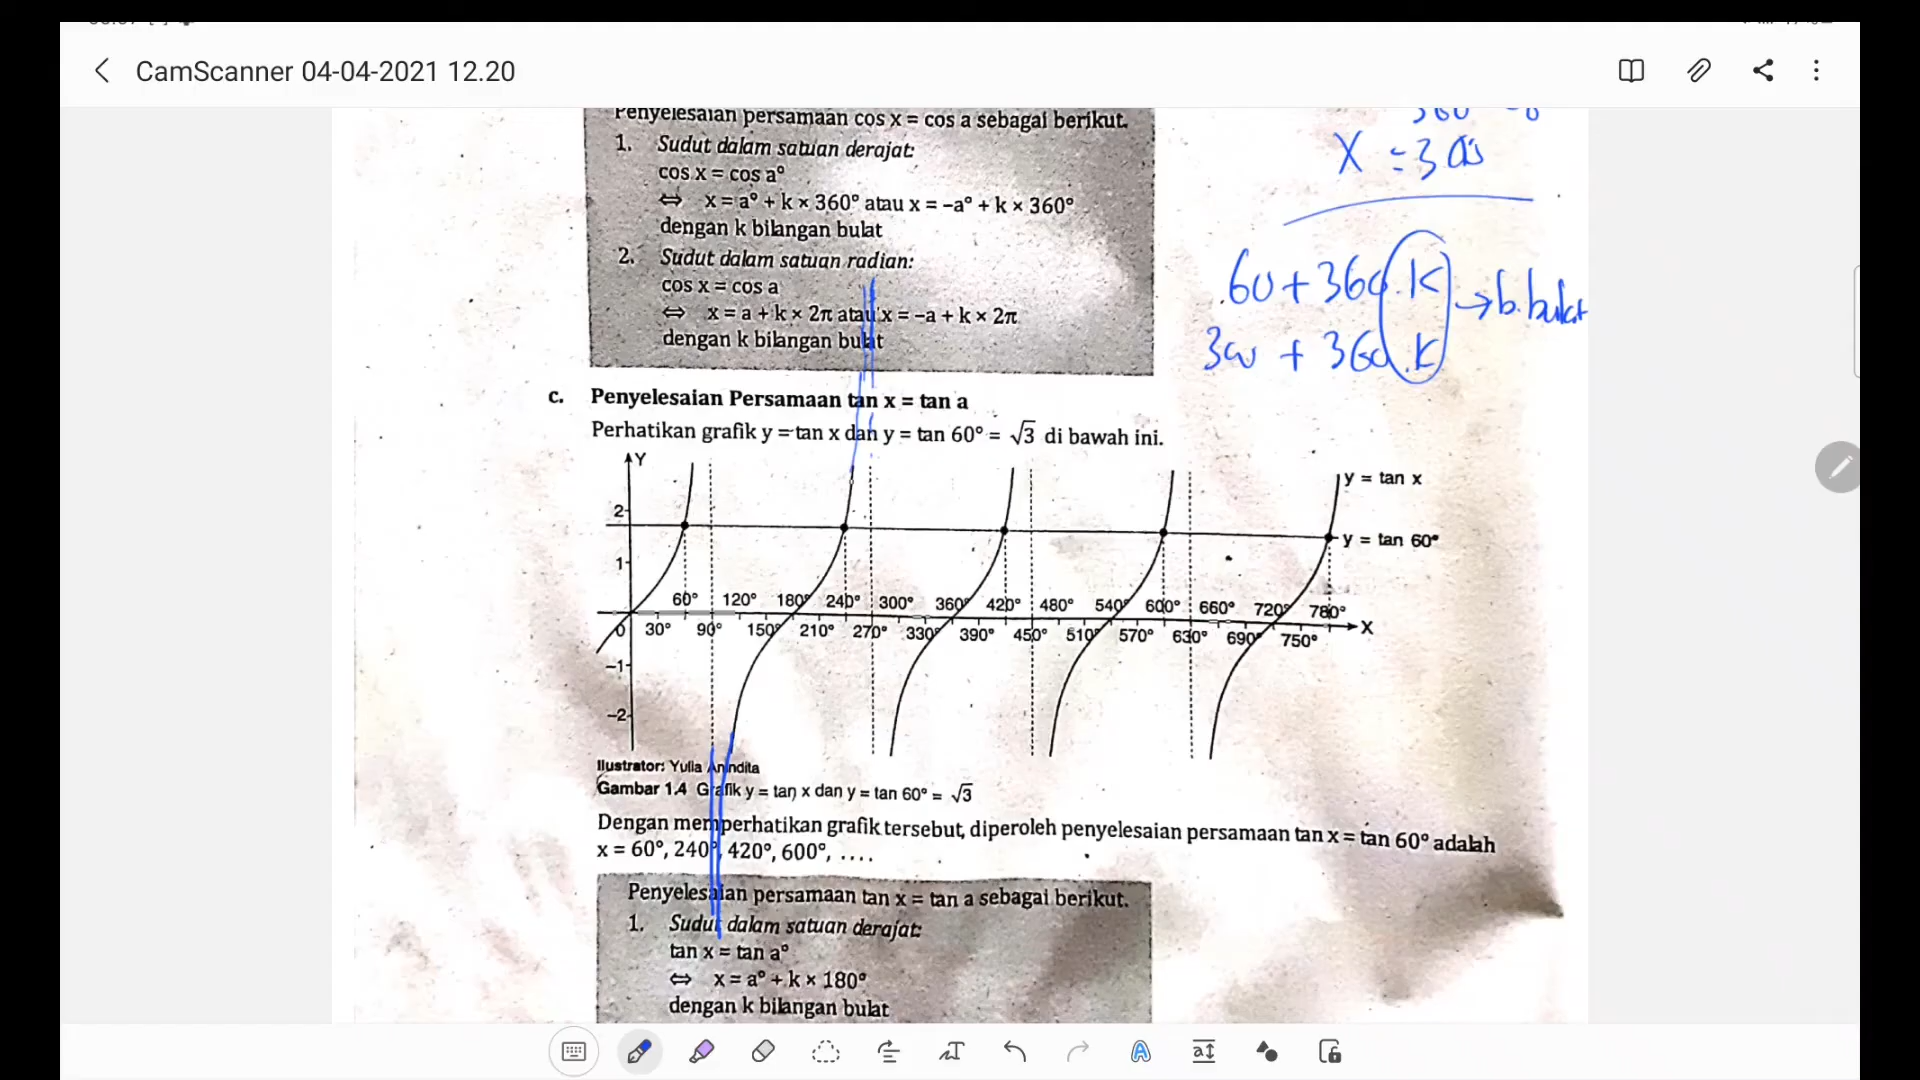 CamScanner 04-04-2021 12.20
Penyelesaian persamaan cos x = cos a sebagai berikut.
1. Sudut dalam satuan derajat:
cos x = cos a°
⇔ x = a° + k × 360° atau x = –a° + k × 360°
dengan k bilangan bulat
2. Sudut dalam satuan radian:
cos x = cos a
⇔ x = a + k × 2π atau x = –a + k × 2π
dengan k bilangan bulat
360
x = 300
60 + 360.k → b. bulat
300 + 360.k
c. Penyelesaian Persamaan tan x = tan a
Perhatikan grafik y = tan x dan y = tan 60° = √3 di bawah ini.
Y
y = tan x
2
y = tan 60°
1
60° 120° 180° 240° 300° 360° 420° 480° 540° 600° 660° 720° 780°
0 30° 90° 150° 210° 270° 330° 390° 450° 510° 570° 630° 690° 750° X
–1
–2
Ilustrator: Yulia Anindita
Gambar 1.4 Grafik y = tan x dan y = tan 60° = √3
Dengan memperhatikan grafik tersebut, diperoleh penyelesaian persamaan tan x = tan 60° adalah
x = 60°, 240°, 420°, 600°, . . . .
Penyelesaian persamaan tan x = tan a sebagai berikut.
1. Sudut dalam satuan derajat:
tan x = tan a°
⇔ x = a° + k × 180°
dengan k bilangan bulat